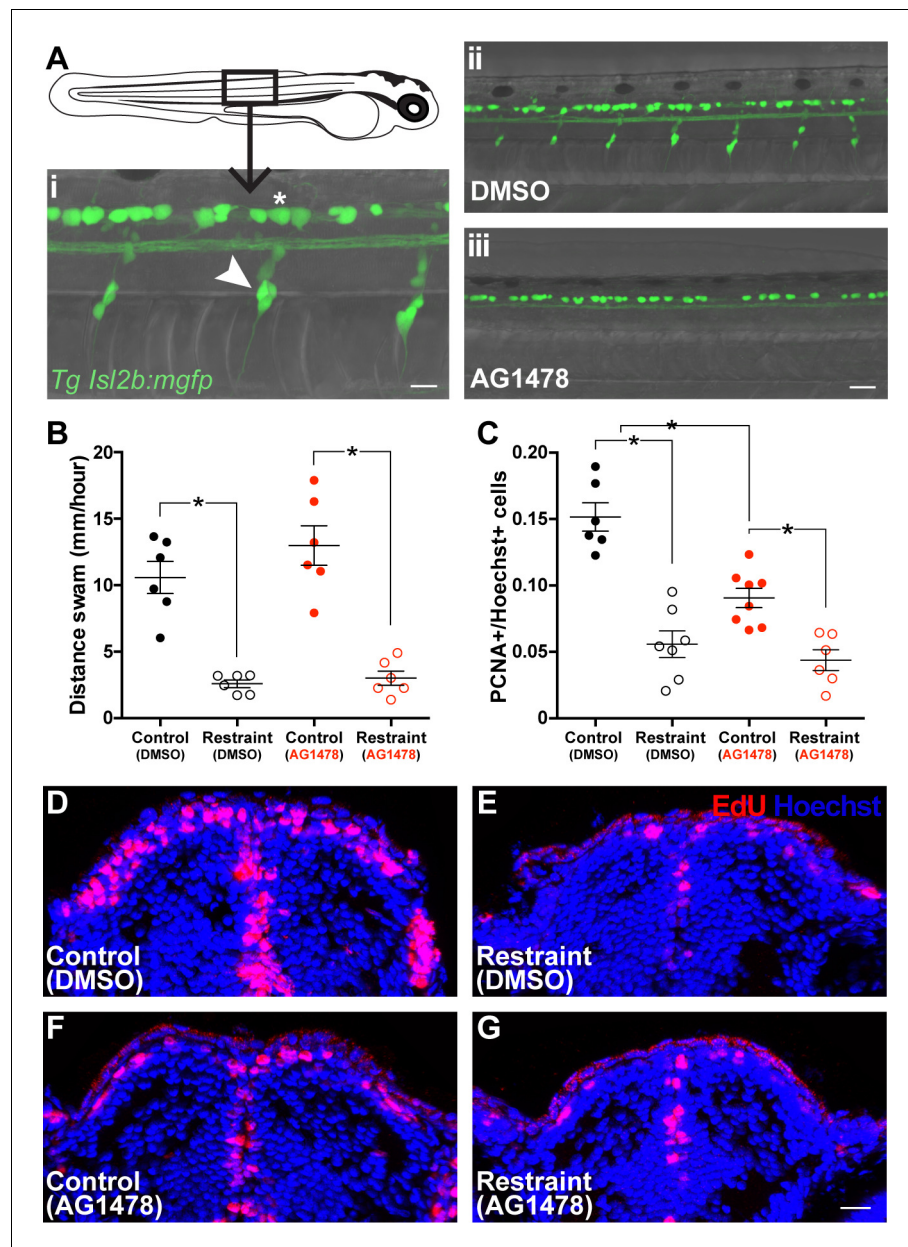 A
i
*
Tg Isl2b:mgfp
ii
DMSO
iii
AG1478
B
Distance swam (mm/hour)
20
15
10
5
0
*
*
Control
(DMSO)
Restraint
(DMSO)
Control
(AG1478)
Restraint
(AG1478)
C
PCNA+/Hoechst+ cells
0.20
0.15
0.10
0.05
0
*
*
*
Control
(DMSO)
Restraint
(DMSO)
Control
(AG1478)
Restraint
(AG1478)
D
Control
(DMSO)
E
EdU Hoechst
Restraint
(DMSO)
F
Control
(AG1478)
G
Restraint
(AG1478)